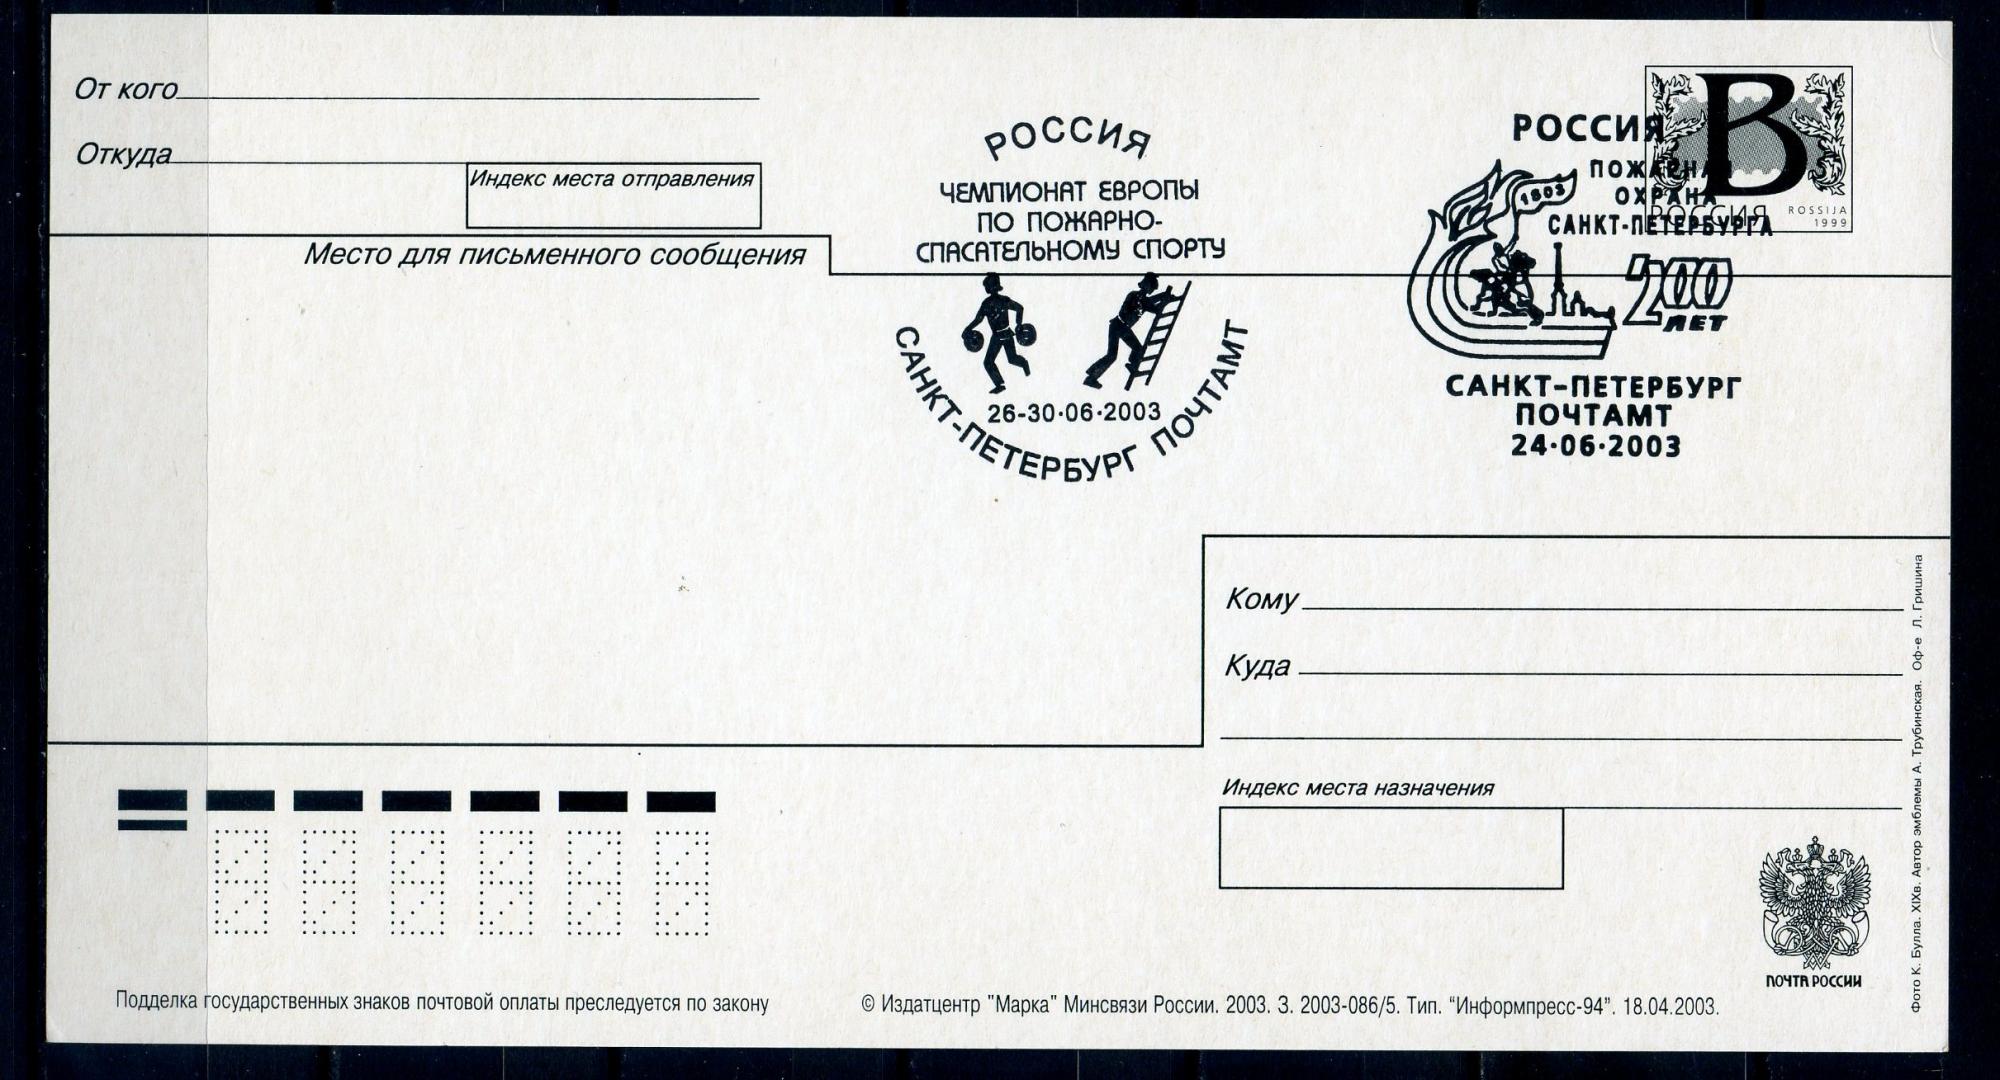 От кого
Откуда
Индекс места отправления
Место для письменного сообщения
РОССИЯ
ЧЕМПИОНАТ ЕВРОПЫ
ПО ПОЖАРНО-
СПАСАТЕЛЬНОМУ СПОРТУ
26-30·06·2003
САНКТ-ПЕТЕРБУРГ ПОЧТАМТ
РОССИЯ
ПОЖАРНАЯ
ОХРАНА
САНКТ-ПЕТЕРБУРГА
1803
200
ЛЕТ
САНКТ-ПЕТЕРБУРГ
ПОЧТАМТ
24·06·2003
В
РОССИЯ
ROSSIJA
1999
Кому
Куда
Индекс места назначения
ПОЧТА РОССИИ
Фото К. Булла. XIXв. Автор эмблемы А. Трубинская. Оф-е Л. Гришина
Подделка государственных знаков почтовой оплаты преследуется по закону
© Издатцентр "Марка" Минсвязи России. 2003. З. 2003-086/5. Тип. "Информпресс-94". 18.04.2003.